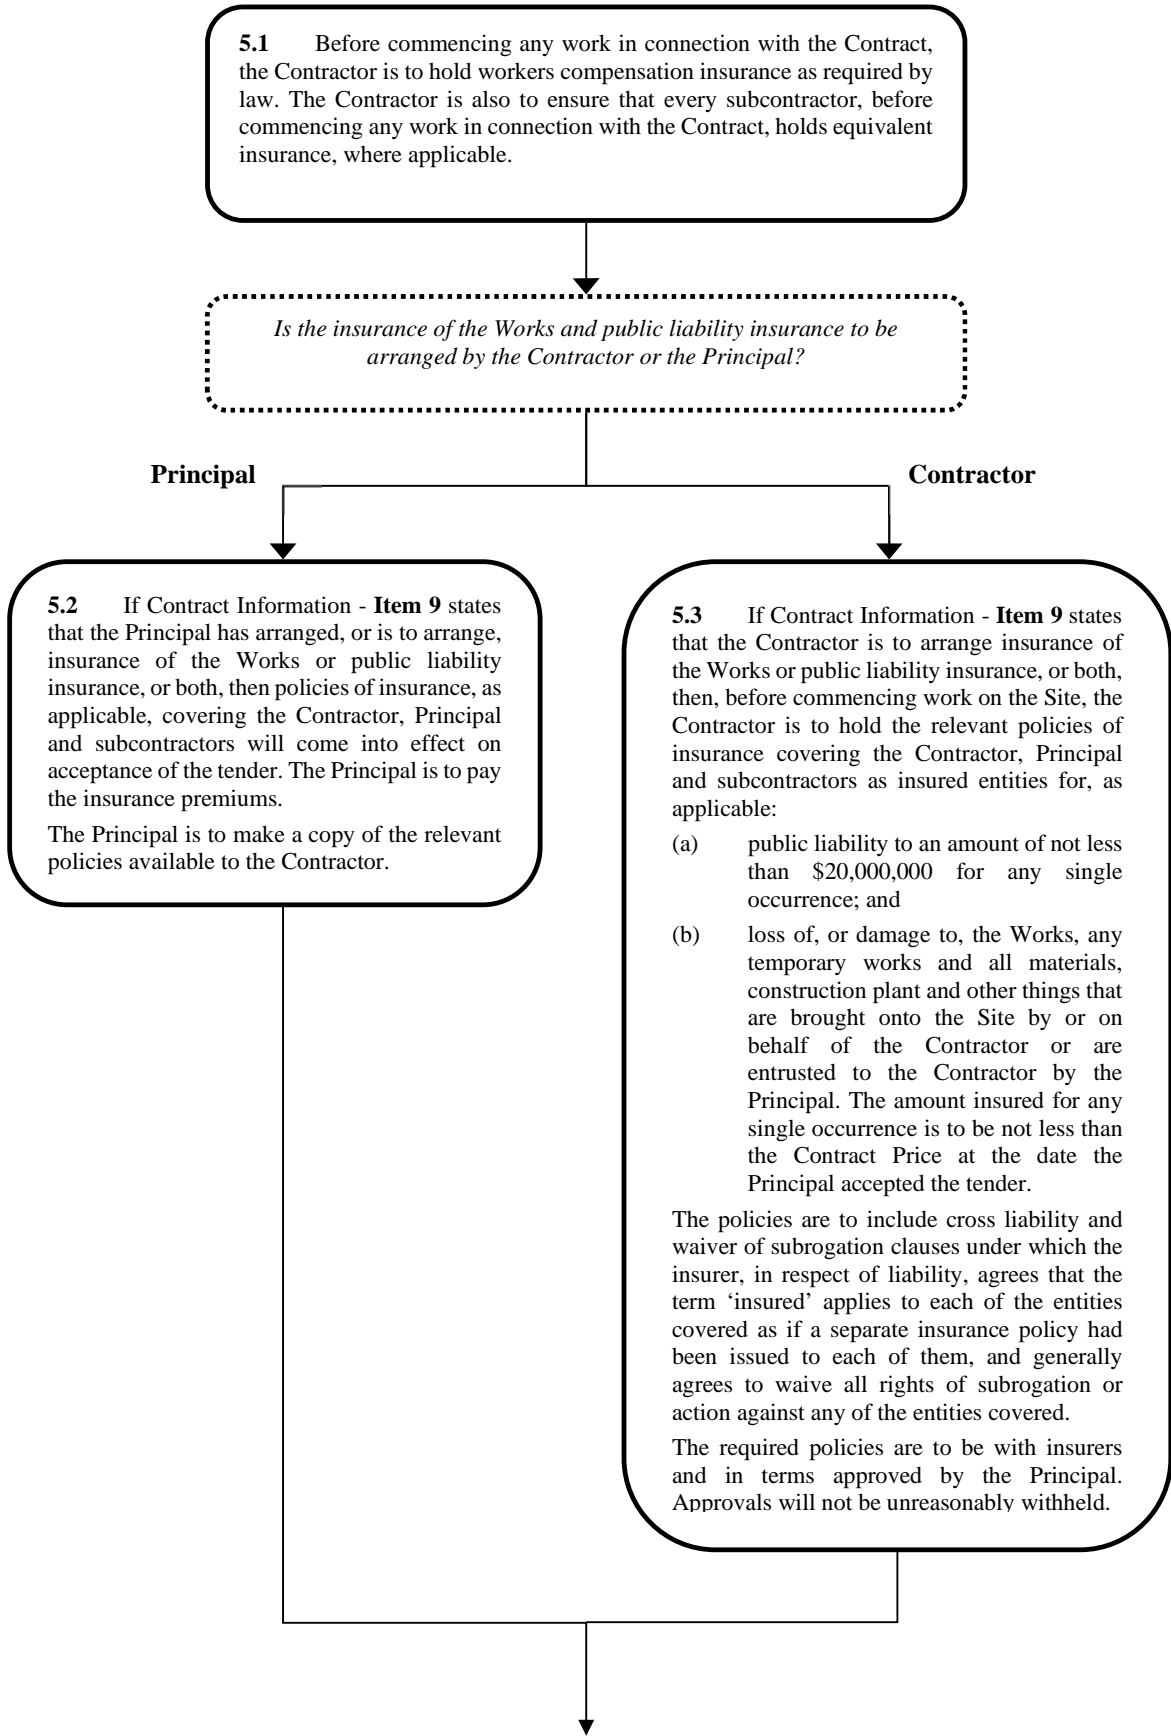 5.1 Before commencing any work in connection with the Contract,
the Contractor is to hold workers compensation insurance as required by
law. The Contractor is also to ensure that every subcontractor, before
commencing any work in connection with the Contract, holds equivalent
insurance, where applicable.
Is the insurance of the Works and public liability insurance to be
arranged by the Contractor or the Principal?
Principal
Contractor
5.2 If Contract Information - Item 9 states
that the Principal has arranged, or is to arrange,
insurance of the Works or public liability
insurance, or both, then policies of insurance, as
applicable, covering the Contractor, Principal
and subcontractors will come into effect on
acceptance of the tender. The Principal is to pay
the insurance premiums.
The Principal is to make a copy of the relevant
policies available to the Contractor.
5.3 If Contract Information - Item 9 states
that the Contractor is to arrange insurance of
the Works or public liability insurance, or both,
then, before commencing work on the Site, the
Contractor is to hold the relevant policies of
insurance covering the Contractor, Principal
and subcontractors as insured entities for, as
applicable:
(a) public liability to an amount of not less
than $20,000,000 for any single
occurrence; and
(b) loss of, or damage to, the Works, any
temporary works and all materials,
construction plant and other things that
are brought onto the Site by or on
behalf of the Contractor or are
entrusted to the Contractor by the
Principal. The amount insured for any
single occurrence is to be not less than
the Contract Price at the date the
Principal accepted the tender.
The policies are to include cross liability and
waiver of subrogation clauses under which the
insurer, in respect of liability, agrees that the
term ‘insured’ applies to each of the entities
covered as if a separate insurance policy had
been issued to each of them, and generally
agrees to waive all rights of subrogation or
action against any of the entities covered.
The required policies are to be with insurers
and in terms approved by the Principal.
Approvals will not be unreasonably withheld.